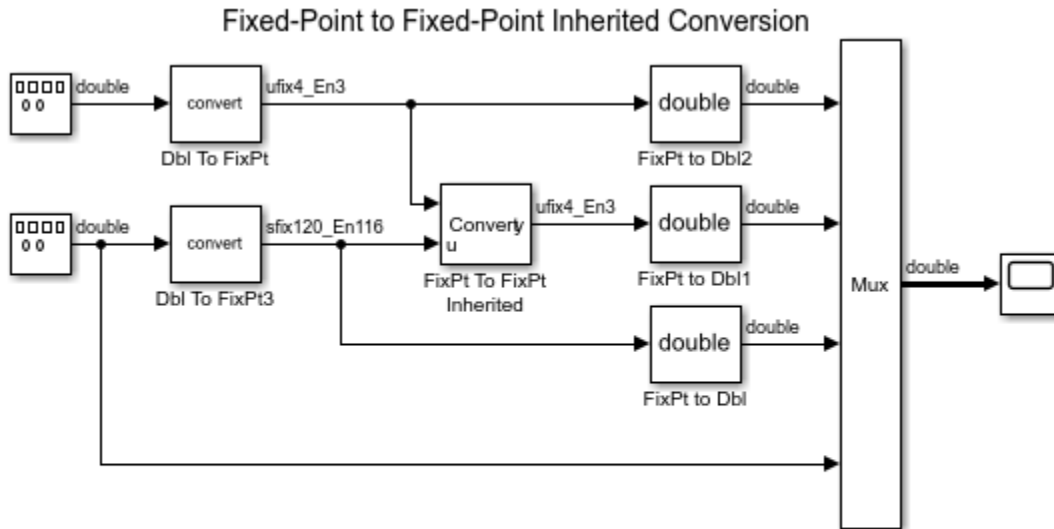 Fixed-Point to Fixed-Point Inherited Conversion
double
convert
Dbl To FixPt
ufix4_En3
double
FixPt to Dbl2
double
double
convert
Dbl To FixPt3
sfix120_En116
Convert
y
u
FixPt To FixPt
Inherited
ufix4_En3
double
FixPt to Dbl1
double
double
FixPt to Dbl
double
Mux
double